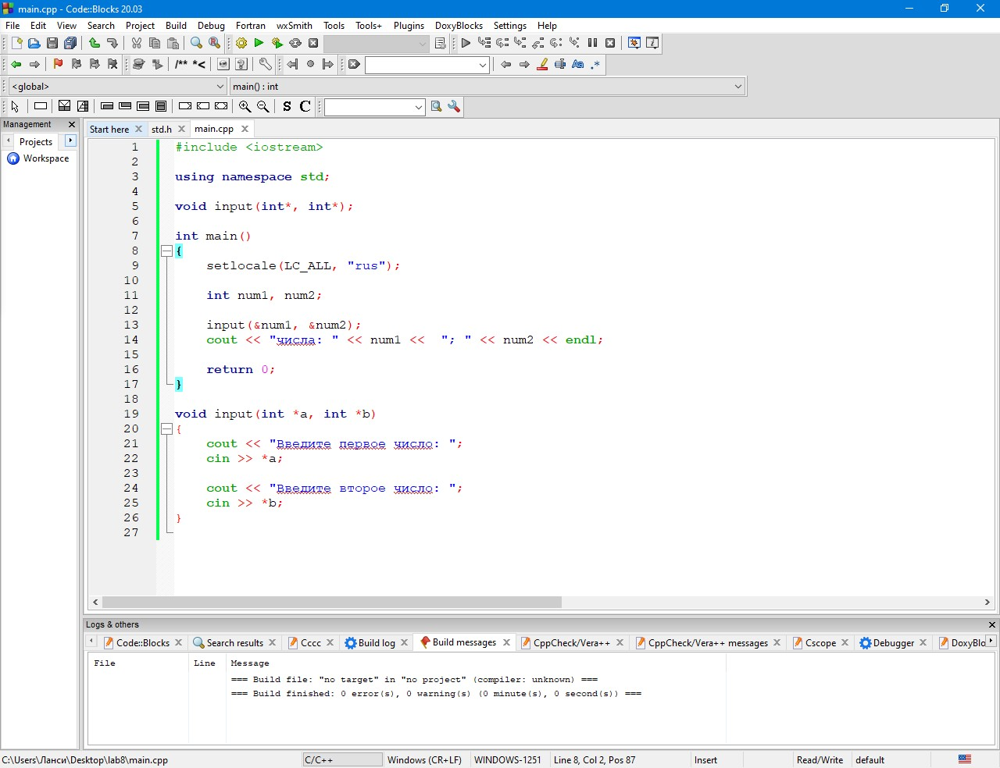 main.cpp - Code::Blocks 20.03
File Edit View Search Project Build Debug Fortran wxSmith Tools Tools+ Plugins DoxyBlocks Settings Help
/** *<
<global> main() : int
S C
Management
Projects
Workspace
Start here std.h main.cpp
1 #include <iostream>
2
3 using namespace std;
4
5 void input(int*, int*);
6
7 int main()
8 {
9 setlocale(LC_ALL, "rus");
10
11 int num1, num2;
12
13 input(&num1, &num2);
14 cout << "числа: " << num1 <<  "; " << num2 << endl;
15
16 return 0;
17 }
18
19 void input(int *a, int *b)
20 {
21 cout << "Введите первое число: ";
22 cin >> *a;
23
24 cout << "Введите второе число: ";
25 cin >> *b;
26 }
27
Logs & others
Code::Blocks Search results Cccc Build log Build messages CppCheck/Vera++ CppCheck/Vera++ messages Cscope Debugger DoxyBlo
File Line Message
=== Build file: "no target" in "no project" (compiler: unknown) ===
=== Build finished: 0 error(s), 0 warning(s) (0 minute(s), 0 second(s)) ===
C:\Users\Ланси\Desktop\lab8\main.cpp C/C++ Windows (CR+LF) WINDOWS-1251 Line 8, Col 2, Pos 87 Insert Read/Write default